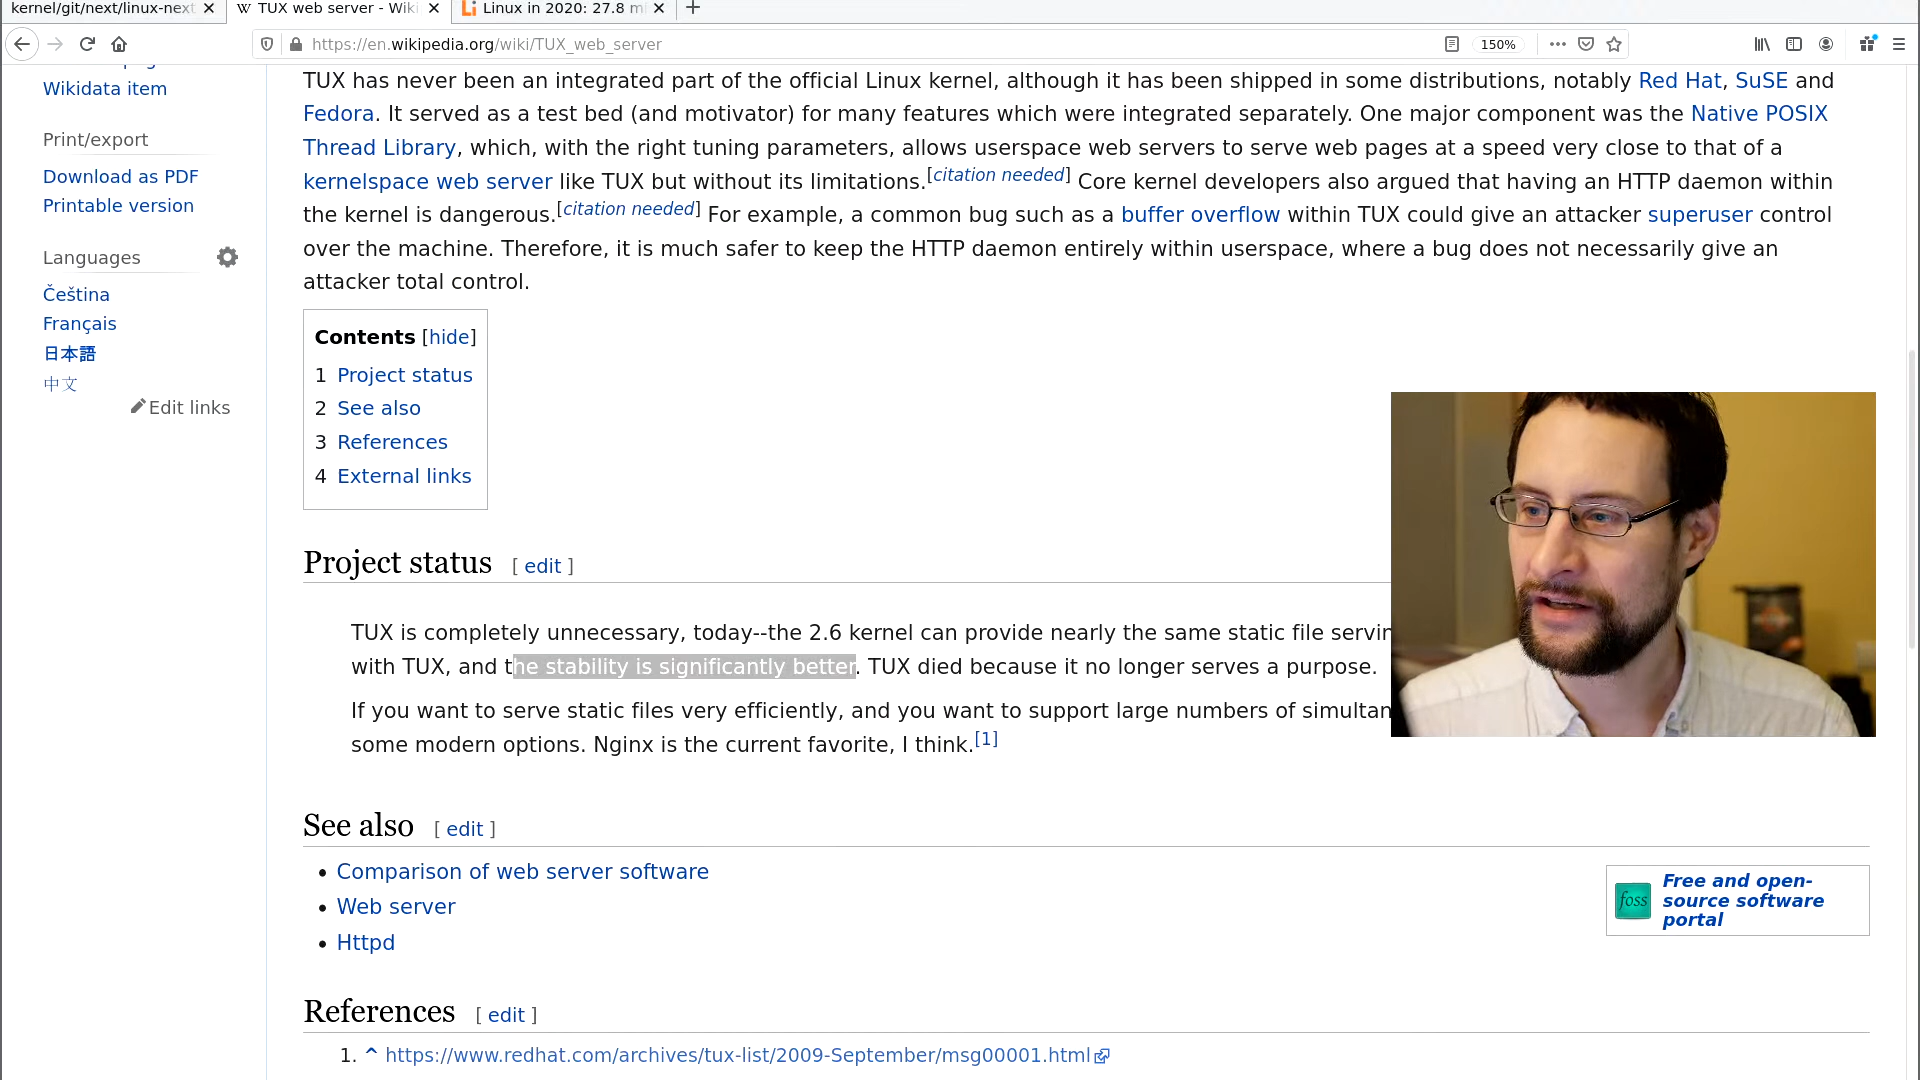 kernel/git/next/linux-next
TUX web server - Wiki
Linux in 2020: 27.8 m
https://en.wikipedia.org/wiki/TUX_web_server
150%
Wikidata item
Print/export
Download as PDF
Printable version
Languages
Čeština
Français
日本語
中文
Edit links
TUX has never been an integrated part of the official Linux kernel, although it has been shipped in some distributions, notably Red Hat, SuSE and
Fedora. It served as a test bed (and motivator) for many features which were integrated separately. One major component was the Native POSIX
Thread Library, which, with the right tuning parameters, allows userspace web servers to serve web pages at a speed very close to that of a
kernelspace web server like TUX but without its limitations.[citation needed] Core kernel developers also argued that having an HTTP daemon within
the kernel is dangerous.[citation needed] For example, a common bug such as a buffer overflow within TUX could give an attacker superuser control
over the machine. Therefore, it is much safer to keep the HTTP daemon entirely within userspace, where a bug does not necessarily give an
attacker total control.
Contents [hide]
1 Project status
2 See also
3 References
4 External links
Project status [ edit ]
TUX is completely unnecessary, today--the 2.6 kernel can provide nearly the same static file servin
with TUX, and the stability is significantly better. TUX died because it no longer serves a purpose.
If you want to serve static files very efficiently, and you want to support large numbers of simultan
some modern options. Nginx is the current favorite, I think.[1]
See also [ edit ]
• Comparison of web server software
• Web server
• Httpd
foss
Free and open-
source software
portal
References [ edit ]
1. ^ https://www.redhat.com/archives/tux-list/2009-September/msg00001.html